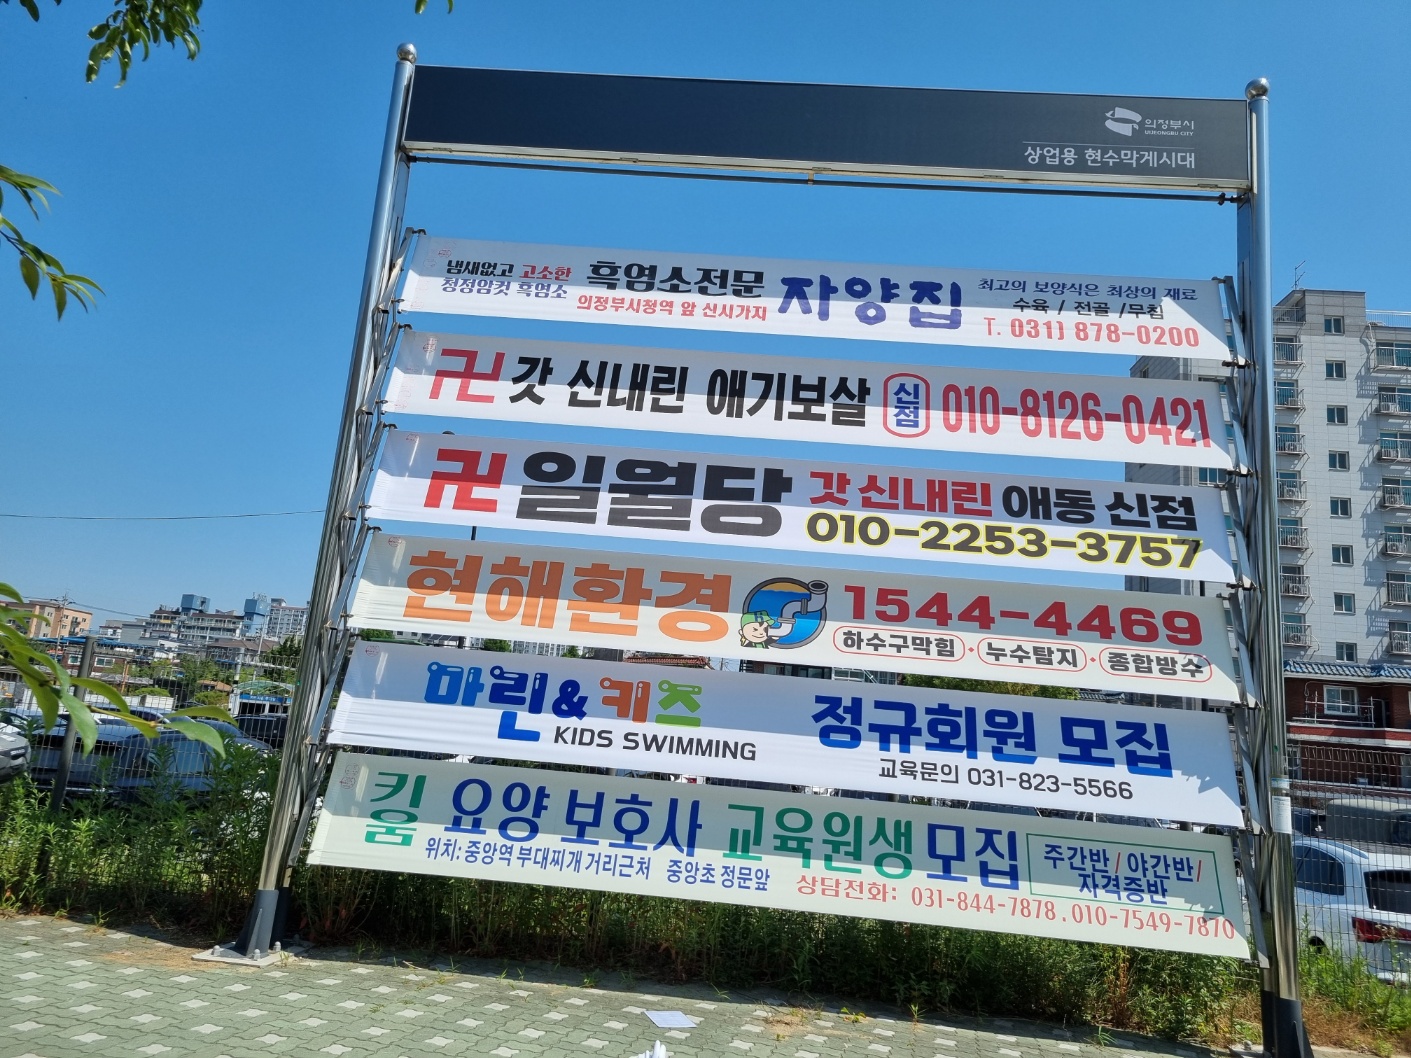 의정부시
UIJEONGBU CITY
상업용 현수막게시대
냄새없고 고소한
청정암컷 흑염소
흑염소전문
의정부시청역 앞 신시가지
자양집
최고의 보양식은 최상의 재료
수육 / 전골 /무침
T. 031) 878-0200
卍 갓 신내린 애기보살 신점 010-8126-0421
卍 일월당 갓 신내린 애동 신점
010-2253-3757
현해환경 1544-4469
하수구막힘 · 누수탐지 · 종합방수
마린&키즈
KIDS SWIMMING
정규회원 모집
교육문의 031-823-5566
키움 요양 보호사 교육원생 모집
주간반/야간반/
자격증반
위치: 중앙역 부대찌개 거리근처 중앙초 정문앞
상담전화: 031-844-7878 . 010-7549-7870